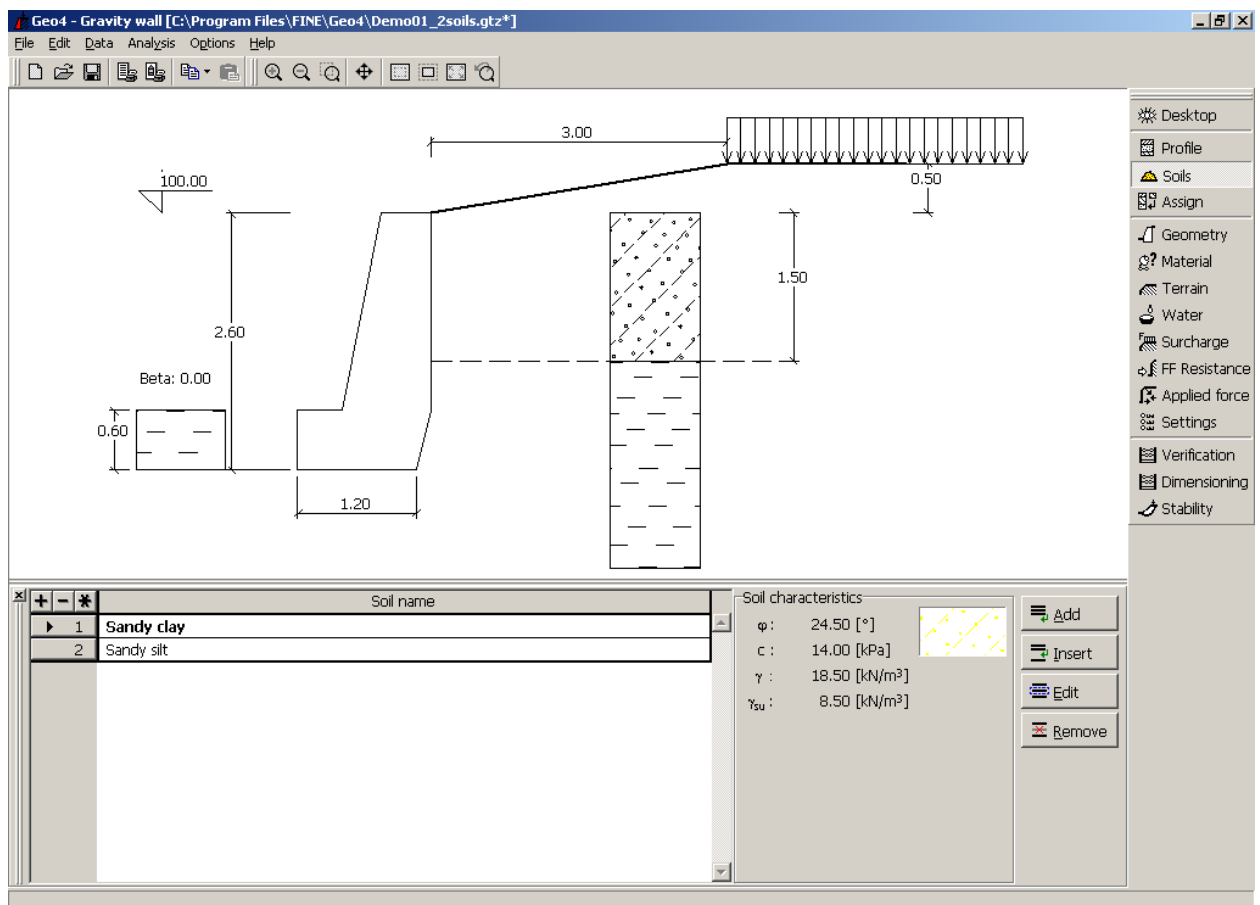 Geo4 - Gravity wall [C:\Program Files\FINE\Geo4\Demo01_2soils.gtz*]
File Edit Data Analysis Options Help
3.00
100.00
0.50
1.50
2.60
Beta: 0.00
0.60
1.20
Desktop
Profile
Soils
Assign
Geometry
Material
Terrain
Water
Surcharge
FF Resistance
Applied force
Settings
Verification
Dimensioning
Stability
+ - * Soil name
1 Sandy clay
2 Sandy silt
Soil characteristics
φ : 24.50 [°]
c : 14.00 [kPa]
γ : 18.50 [kN/m³]
γsu : 8.50 [kN/m³]
Add
Insert
Edit
Remove